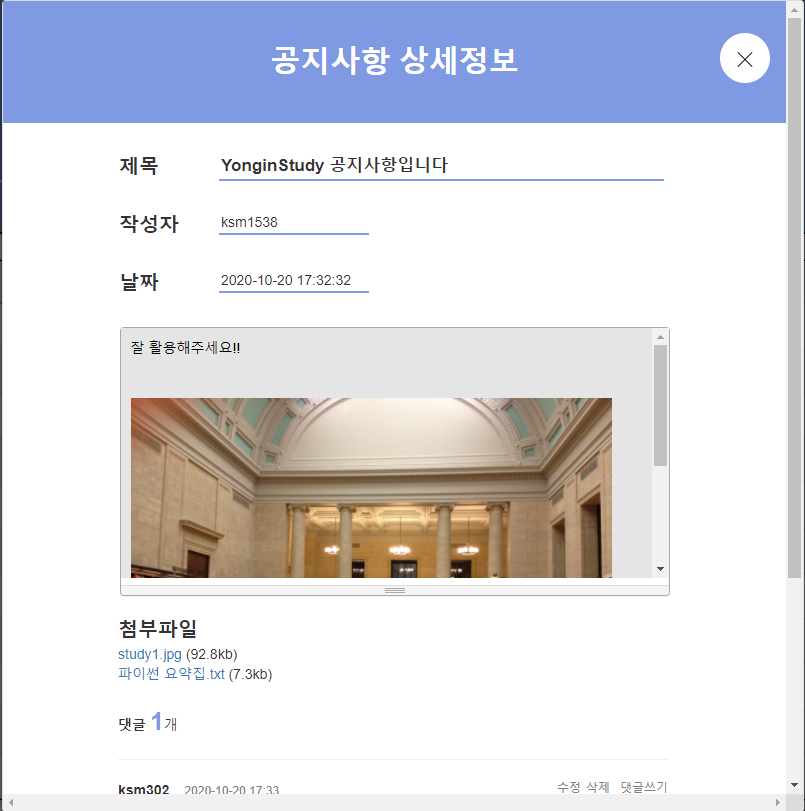 공지사항 상세정보
제목 YonginStudy 공지사항입니다
작성자 ksm1538
날짜 2020-10-20 17:32:32
잘 활용해주세요!!
첨부파일
study1.jpg (92.8kb)
파이썬 요약집.txt (7.3kb)
댓글 1개
ksm302 2020-10-20 17:33 수정 삭제 댓글쓰기